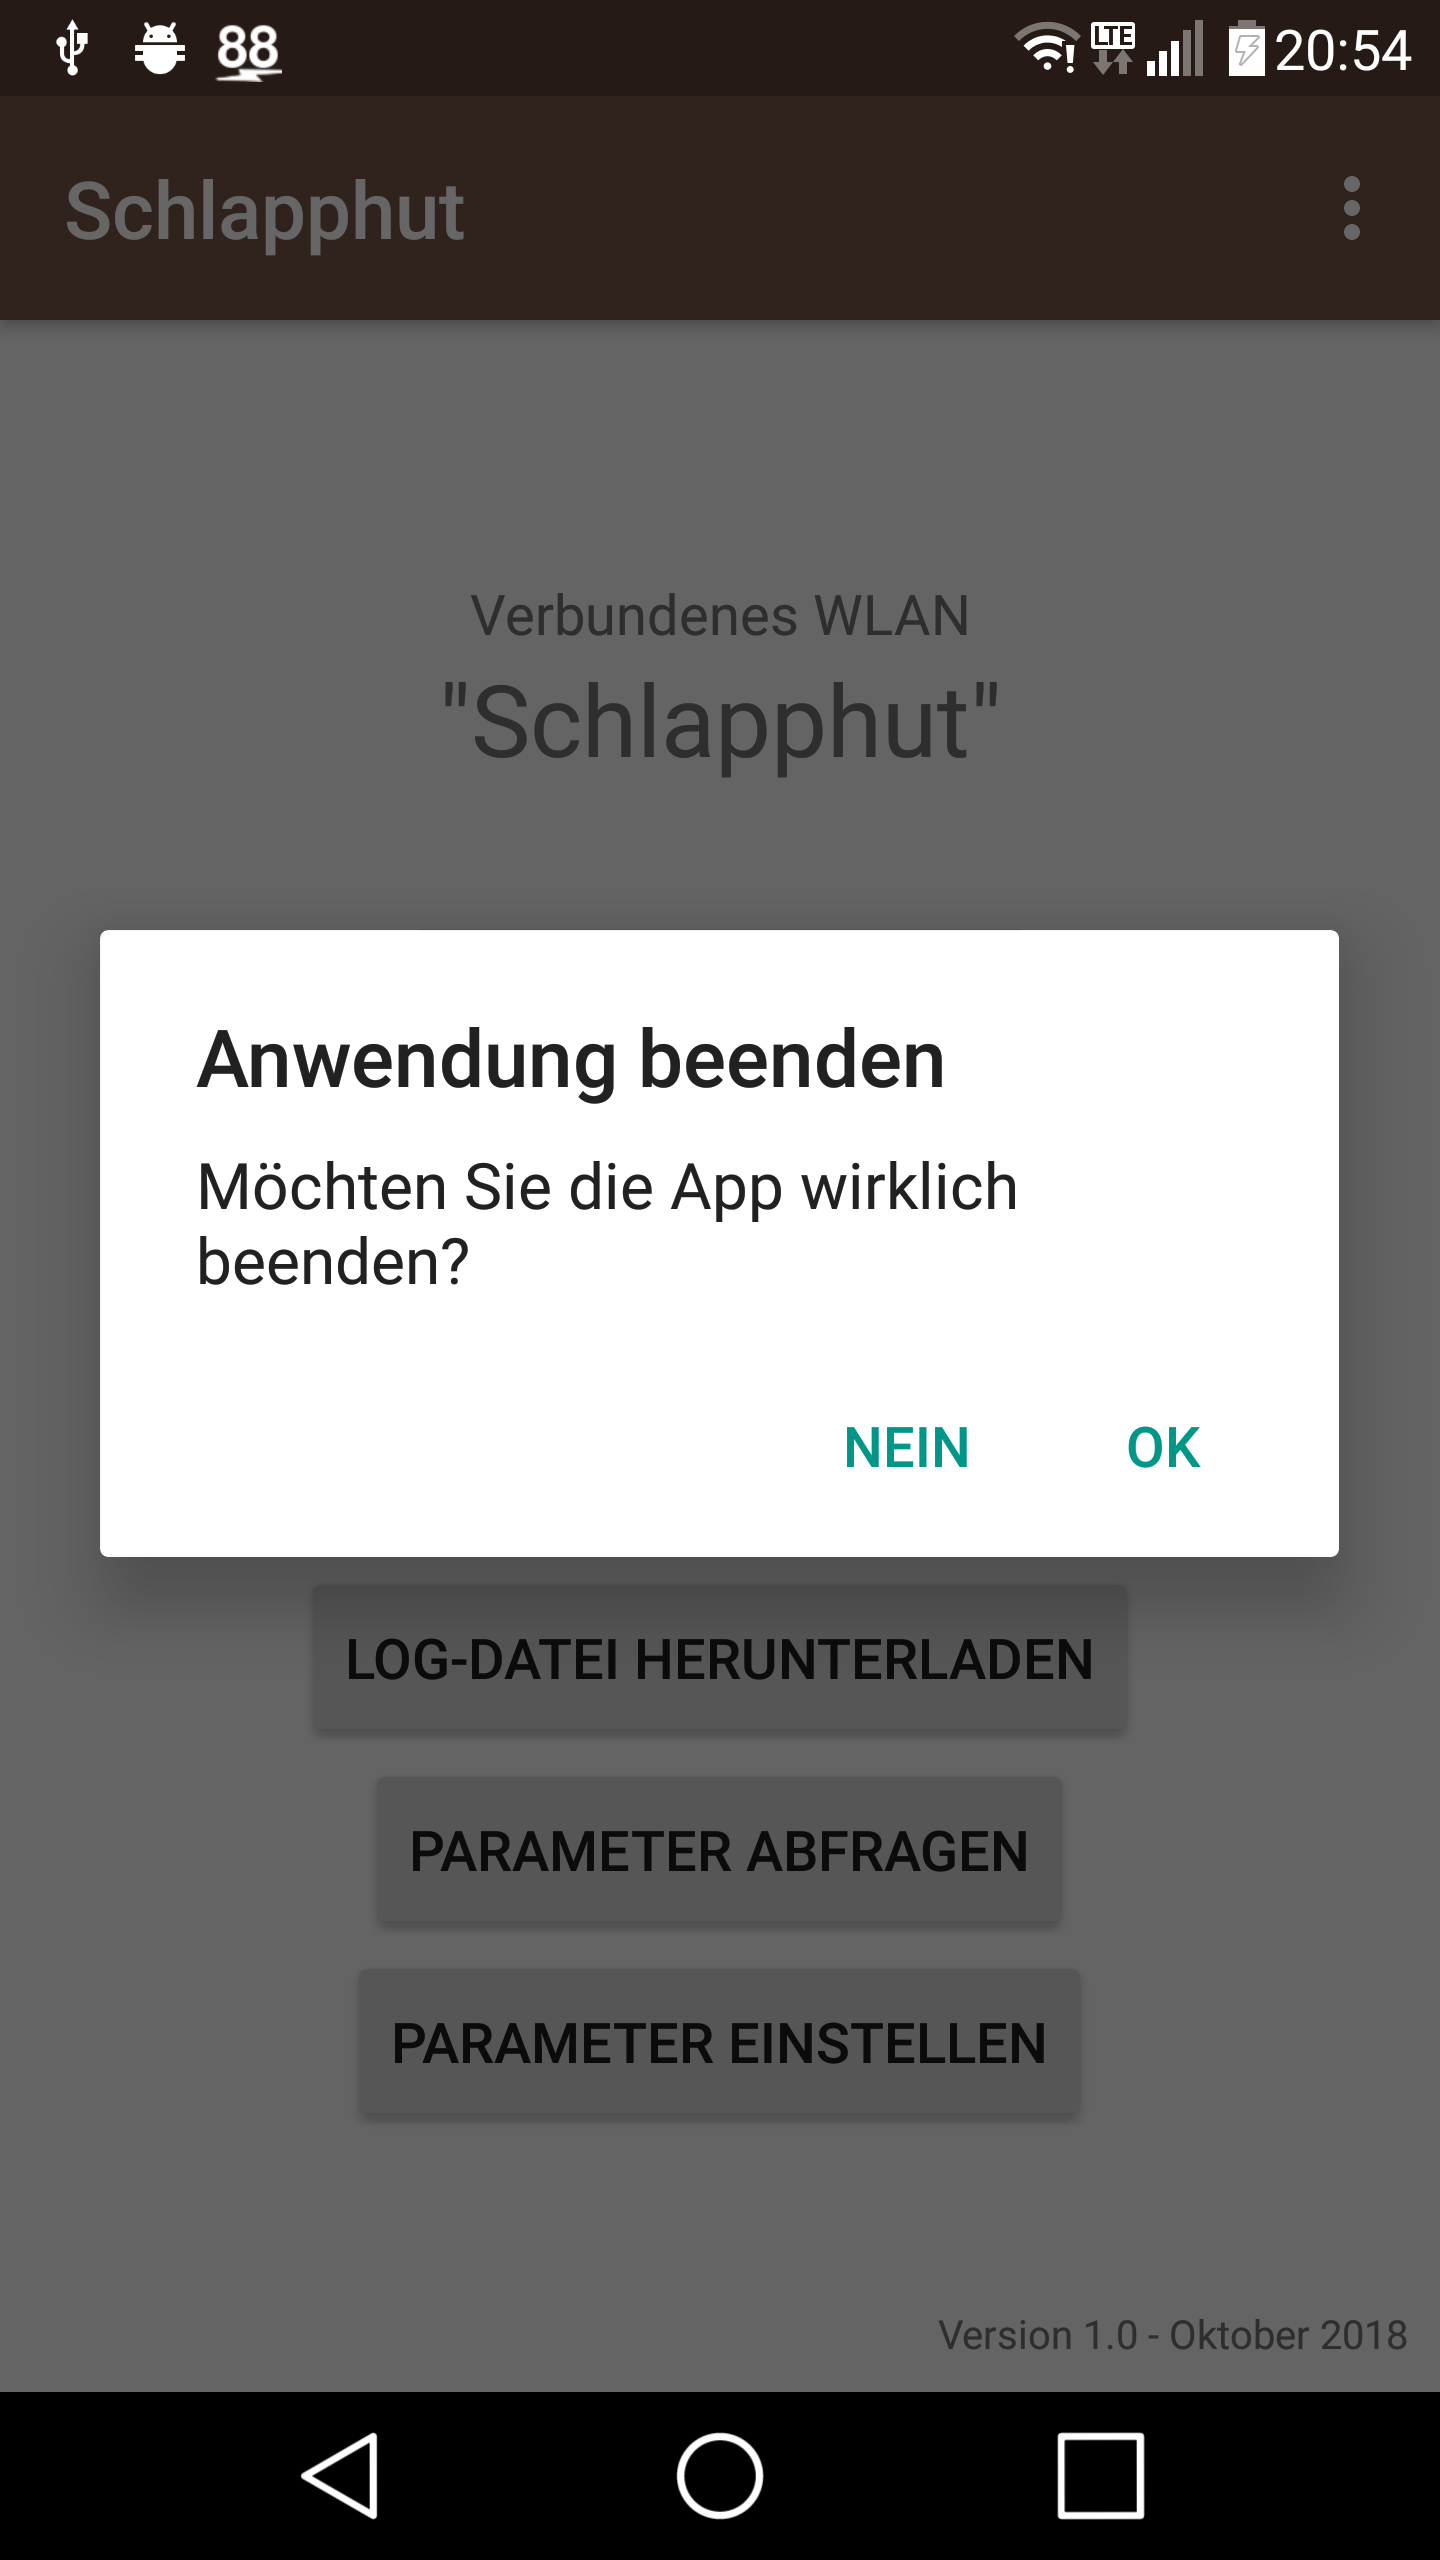 88
LTE
20:54
Schlapphut
Verbundenes WLAN
"Schlapphut"
Anwendung beenden
Möchten Sie die App wirklich
beenden?
NEIN OK
LOG-DATEI HERUNTERLADEN
PARAMETER ABFRAGEN
PARAMETER EINSTELLEN
Version 1.0 - Oktober 2018